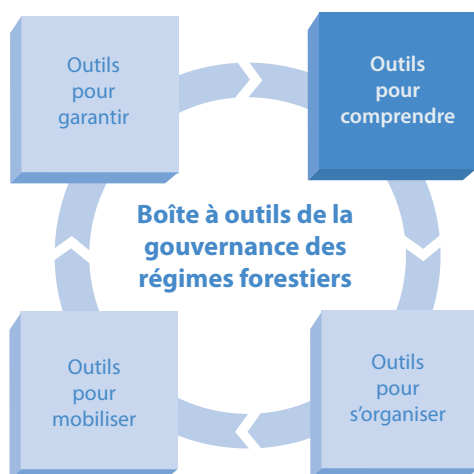 Outils
pour
garantir
Outils
pour
comprendre
Boîte à outils de la
gouvernance des
régimes forestiers
Outils
pour
mobiliser
Outils
pour
s’organiser